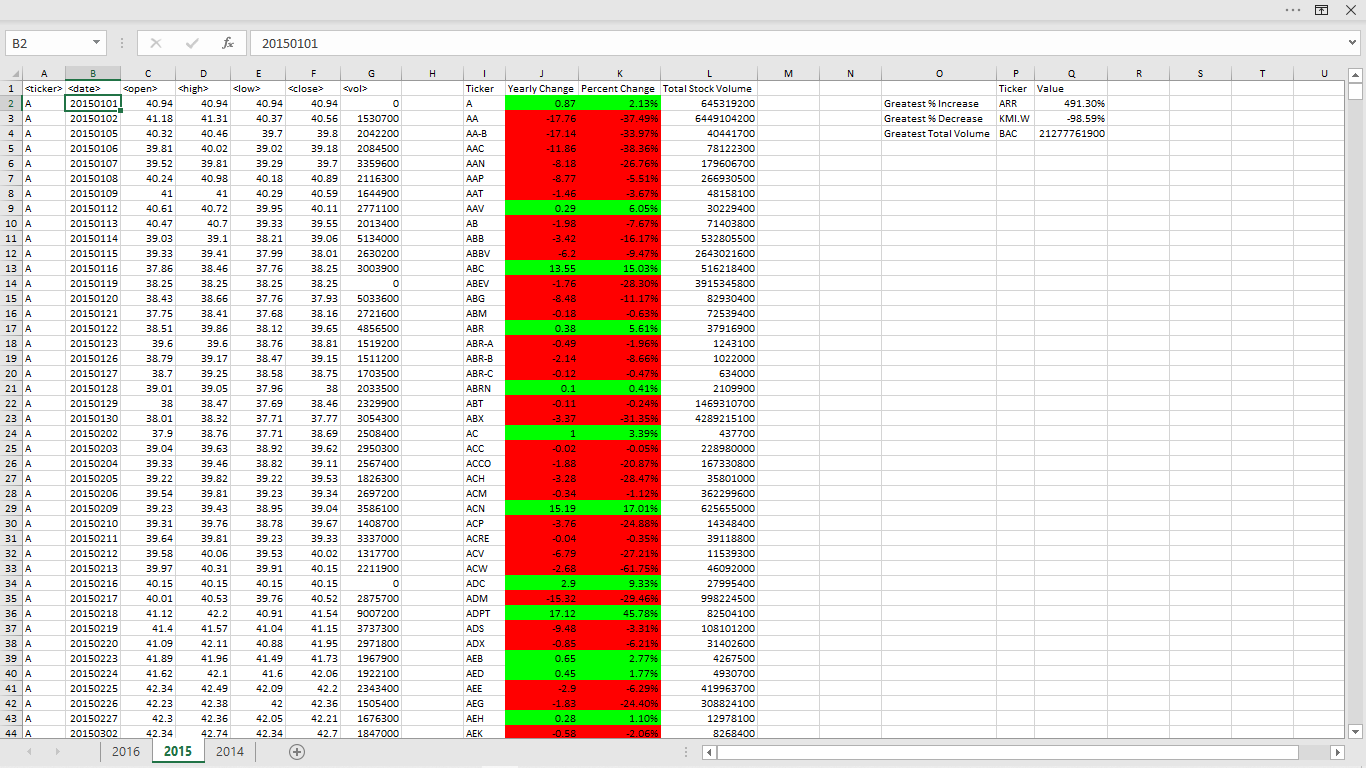 B2 20150101
A B C D E F G H I J K L M N O P Q R S T U
1 <ticker> <date> <open> <high> <low> <close> <vol> Ticker Yearly Change Percent Change Total Stock Volume Ticker Value
2 A 20150101 40.94 40.94 40.94 40.94 0 A 0.87 2.13% 645319200 Greatest % Increase ARR 491.30%
3 A 20150102 41.18 41.31 40.37 40.56 1530700 AA -17.76 -37.49% 6449104200 Greatest % Decrease KMI.W -98.59%
4 A 20150105 40.32 40.46 39.7 39.8 2042200 AA-B -17.14 -33.97% 40441700 Greatest Total Volume BAC 21277761900
5 A 20150106 39.81 40.02 39.02 39.18 2084500 AAC -11.86 -38.36% 78122300
6 A 20150107 39.52 39.81 39.29 39.7 3359600 AAN -8.18 -26.76% 179606700
7 A 20150108 40.24 40.98 40.18 40.89 2116300 AAP -8.77 -5.51% 266930500
8 A 20150109 41 41 40.29 40.59 1644900 AAT -1.46 -3.67% 48158100
9 A 20150112 40.61 40.72 39.95 40.11 2771100 AAV 0.29 6.05% 30229400
10 A 20150113 40.47 40.7 39.33 39.55 2013400 AB -1.98 -7.67% 71403800
11 A 20150114 39.03 39.1 38.21 39.06 5134000 ABB -3.42 -16.17% 532805500
12 A 20150115 39.33 39.41 37.99 38.01 2630200 ABBV -6.2 -9.47% 2643021600
13 A 20150116 37.86 38.46 37.76 38.25 3003900 ABC 13.55 15.03% 516218400
14 A 20150119 38.25 38.25 38.25 38.25 0 ABEV -1.76 -28.30% 3915345800
15 A 20150120 38.43 38.66 37.76 37.93 5033600 ABG -8.48 -11.17% 82930400
16 A 20150121 37.75 38.41 37.68 38.16 2721600 ABM -0.18 -0.63% 72539400
17 A 20150122 38.51 39.86 38.12 39.65 4856500 ABR 0.38 5.61% 37916900
18 A 20150123 39.6 39.6 38.76 38.81 1519200 ABR-A -0.49 -1.96% 1243100
19 A 20150126 38.79 39.17 38.47 39.15 1511200 ABR-B -2.14 -8.66% 1022000
20 A 20150127 38.7 39.25 38.58 38.75 1703500 ABR-C -0.12 -0.47% 634000
21 A 20150128 39.01 39.05 37.96 38 2033500 ABRN 0.1 0.41% 2109900
22 A 20150129 38 38.47 37.69 38.46 2329900 ABT -0.11 -0.24% 1469310700
23 A 20150130 38.01 38.32 37.71 37.77 3054300 ABX -3.37 -31.35% 4289215100
24 A 20150202 37.9 38.76 37.71 38.69 2508400 AC 1 3.39% 437700
25 A 20150203 39.04 39.63 38.92 39.62 2950300 ACC -0.02 -0.05% 228980000
26 A 20150204 39.33 39.46 38.82 39.11 2567400 ACCO -1.88 -20.87% 167330800
27 A 20150205 39.22 39.82 39.22 39.53 1826300 ACH -3.28 -28.47% 35801000
28 A 20150206 39.54 39.81 39.23 39.34 2697200 ACM -0.34 -1.12% 362299600
29 A 20150209 39.23 39.43 38.95 39.04 3586100 ACN 15.19 17.01% 625655000
30 A 20150210 39.31 39.76 38.78 39.67 1408700 ACP -3.76 -24.88% 14348400
31 A 20150211 39.64 39.81 39.23 39.33 3337000 ACRE -0.04 -0.35% 39118800
32 A 20150212 39.58 40.06 39.53 40.02 1317700 ACV -6.79 -27.21% 11539300
33 A 20150213 39.97 40.31 39.91 40.15 2211900 ACW -2.68 -61.75% 46092000
34 A 20150216 40.15 40.15 40.15 40.15 0 ADC 2.9 9.33% 27995400
35 A 20150217 40.01 40.53 39.76 40.52 2875700 ADM -15.32 -29.46% 998224500
36 A 20150218 41.12 42.2 40.91 41.54 9007200 ADPT 17.12 45.78% 82504100
37 A 20150219 41.4 41.57 41.04 41.15 3737300 ADS -9.48 -3.31% 108101200
38 A 20150220 41.09 42.11 40.88 41.95 2971800 ADX -0.85 -6.21% 31402600
39 A 20150223 41.89 41.96 41.49 41.73 1967900 AEB 0.65 2.77% 4267500
40 A 20150224 41.62 42.1 41.6 42.06 1922100 AED 0.45 1.77% 4930700
41 A 20150225 42.34 42.49 42.09 42.2 2343400 AEE -2.9 -6.29% 419963700
42 A 20150226 42.23 42.38 42 42.36 1505400 AEG -1.83 -24.40% 308824100
43 A 20150227 42.3 42.36 42.05 42.21 1676300 AEH 0.28 1.10% 12978100
44 A 20150302 42.34 42.74 42.34 42.7 1847000 AEK -0.58 -2.06% 8268400
2016 2015 2014